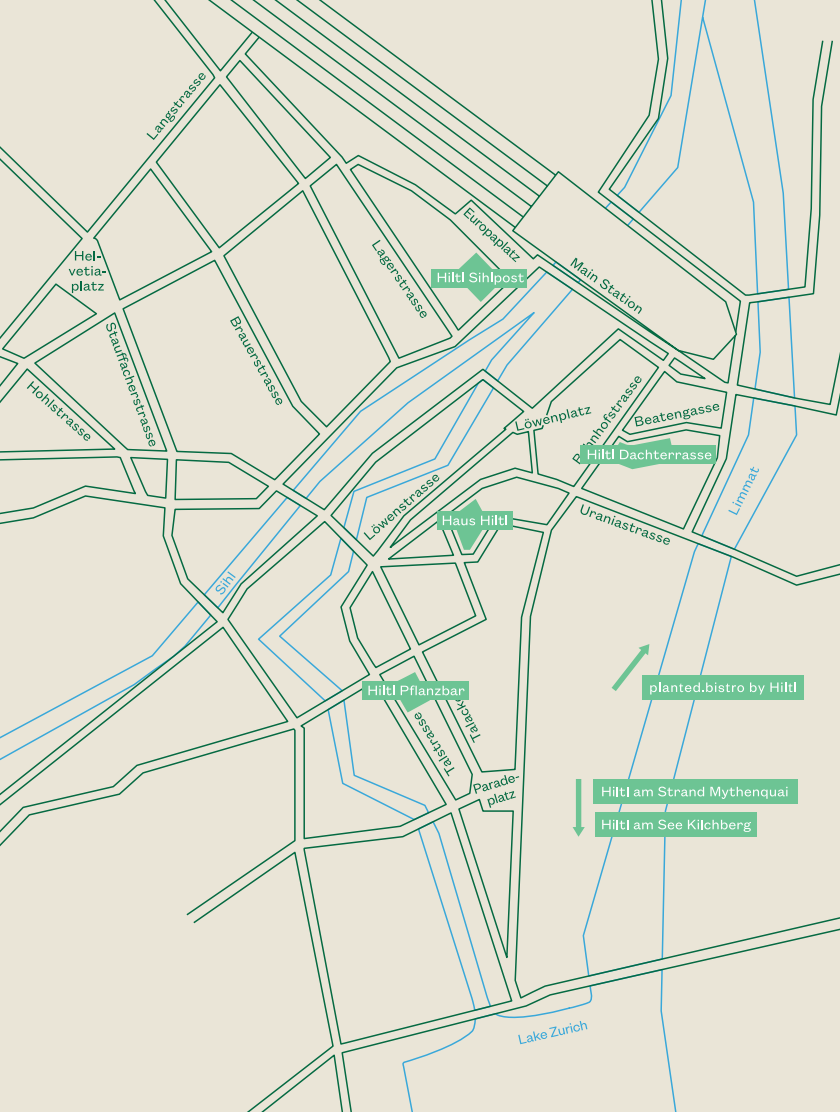 Langstrasse
Europaplatz
Hel-
vetia-
platz
Lagerstrasse
Hiltl Sihlpost
Main Station
Stauffacherstrasse
Brauerstrasse
Hohlstrasse
Löwenplatz
Bahnhofstrasse
Beatengasse
Hiltl Dachterrasse
Löwenstrasse
Limmat
Haus Hiltl
Uraniastrasse
Sihl
planted.bistro by Hiltl
Hiltl Pflanzbar
Talstrasse
Parade-
platz
Hiltl am Strand Mythenquai
Hiltl am See Kilchberg
Lake Zurich